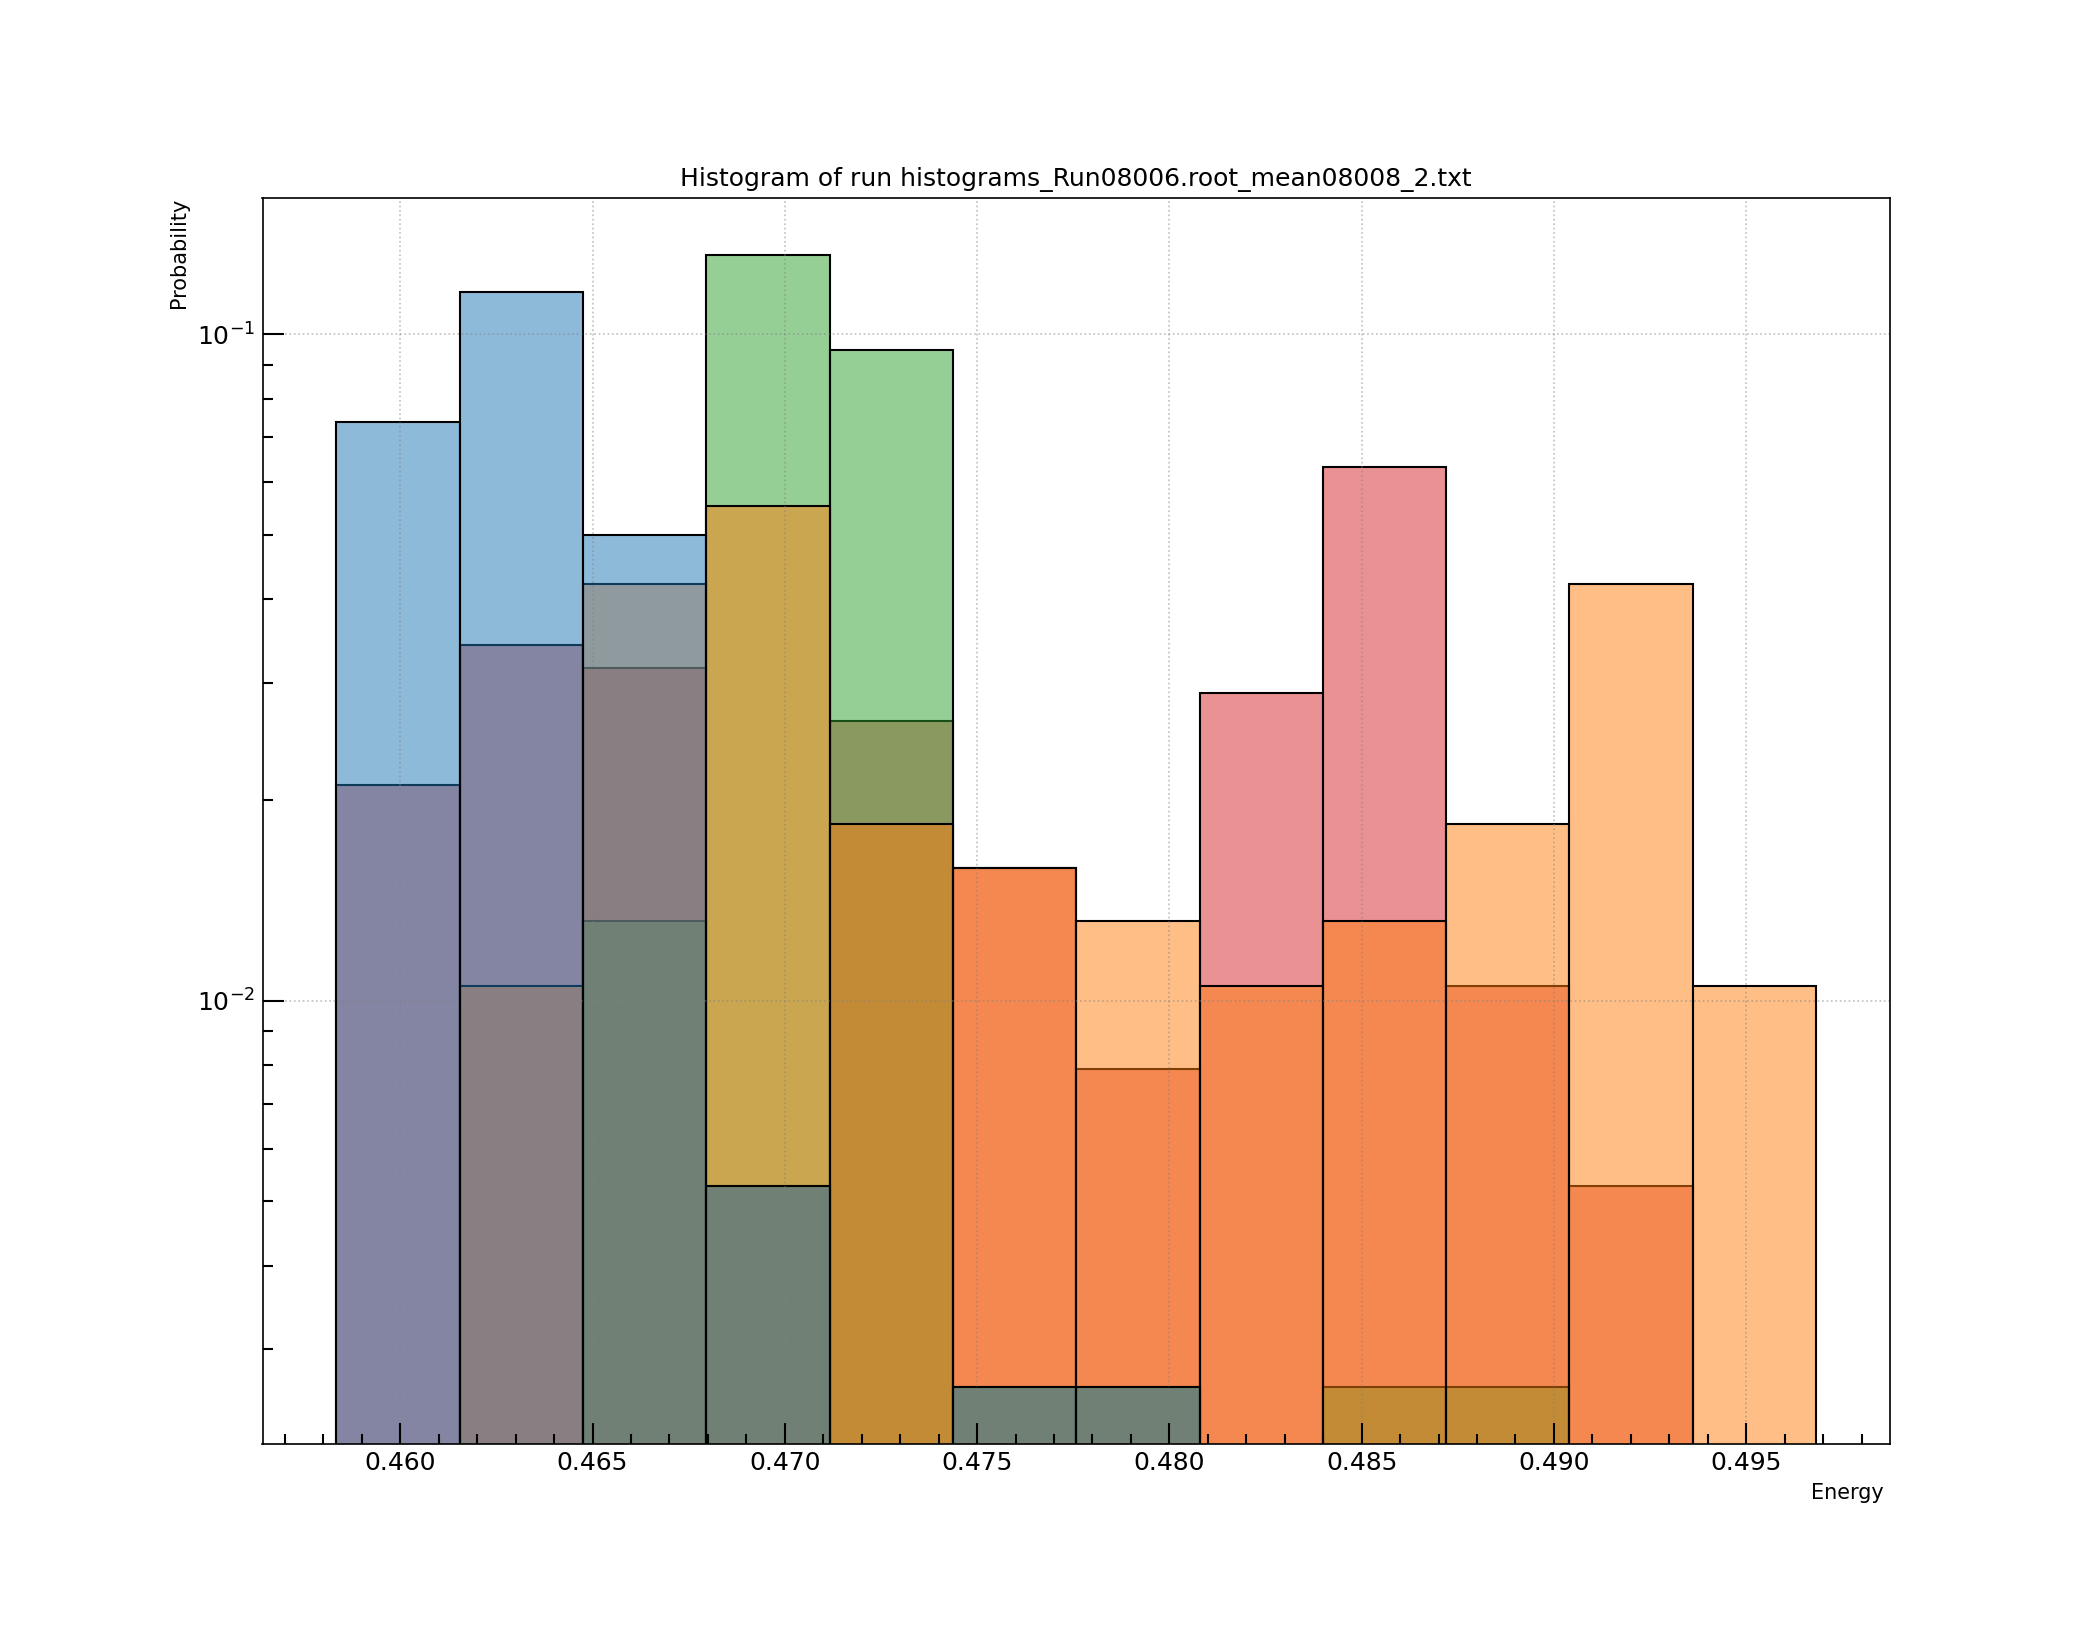 Histogram of run histograms_Run08006.root_mean08008_2.txt
Probability
10⁻¹
10⁻²
0.460 0.465 0.470 0.475 0.480 0.485 0.490 0.495
Energy